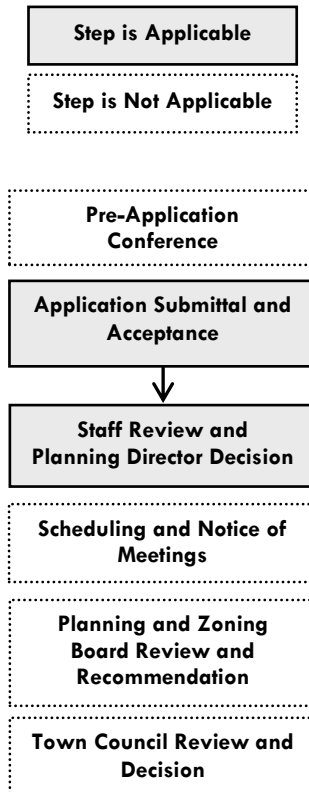 Step is Applicable
Step is Not Applicable
Pre-Application
Conference
Application Submittal and
Acceptance
Staff Review and
Planning Director Decision
Scheduling and Notice of
Meetings
Planning and Zoning
Board Review and
Recommendation
Town Council Review and
Decision